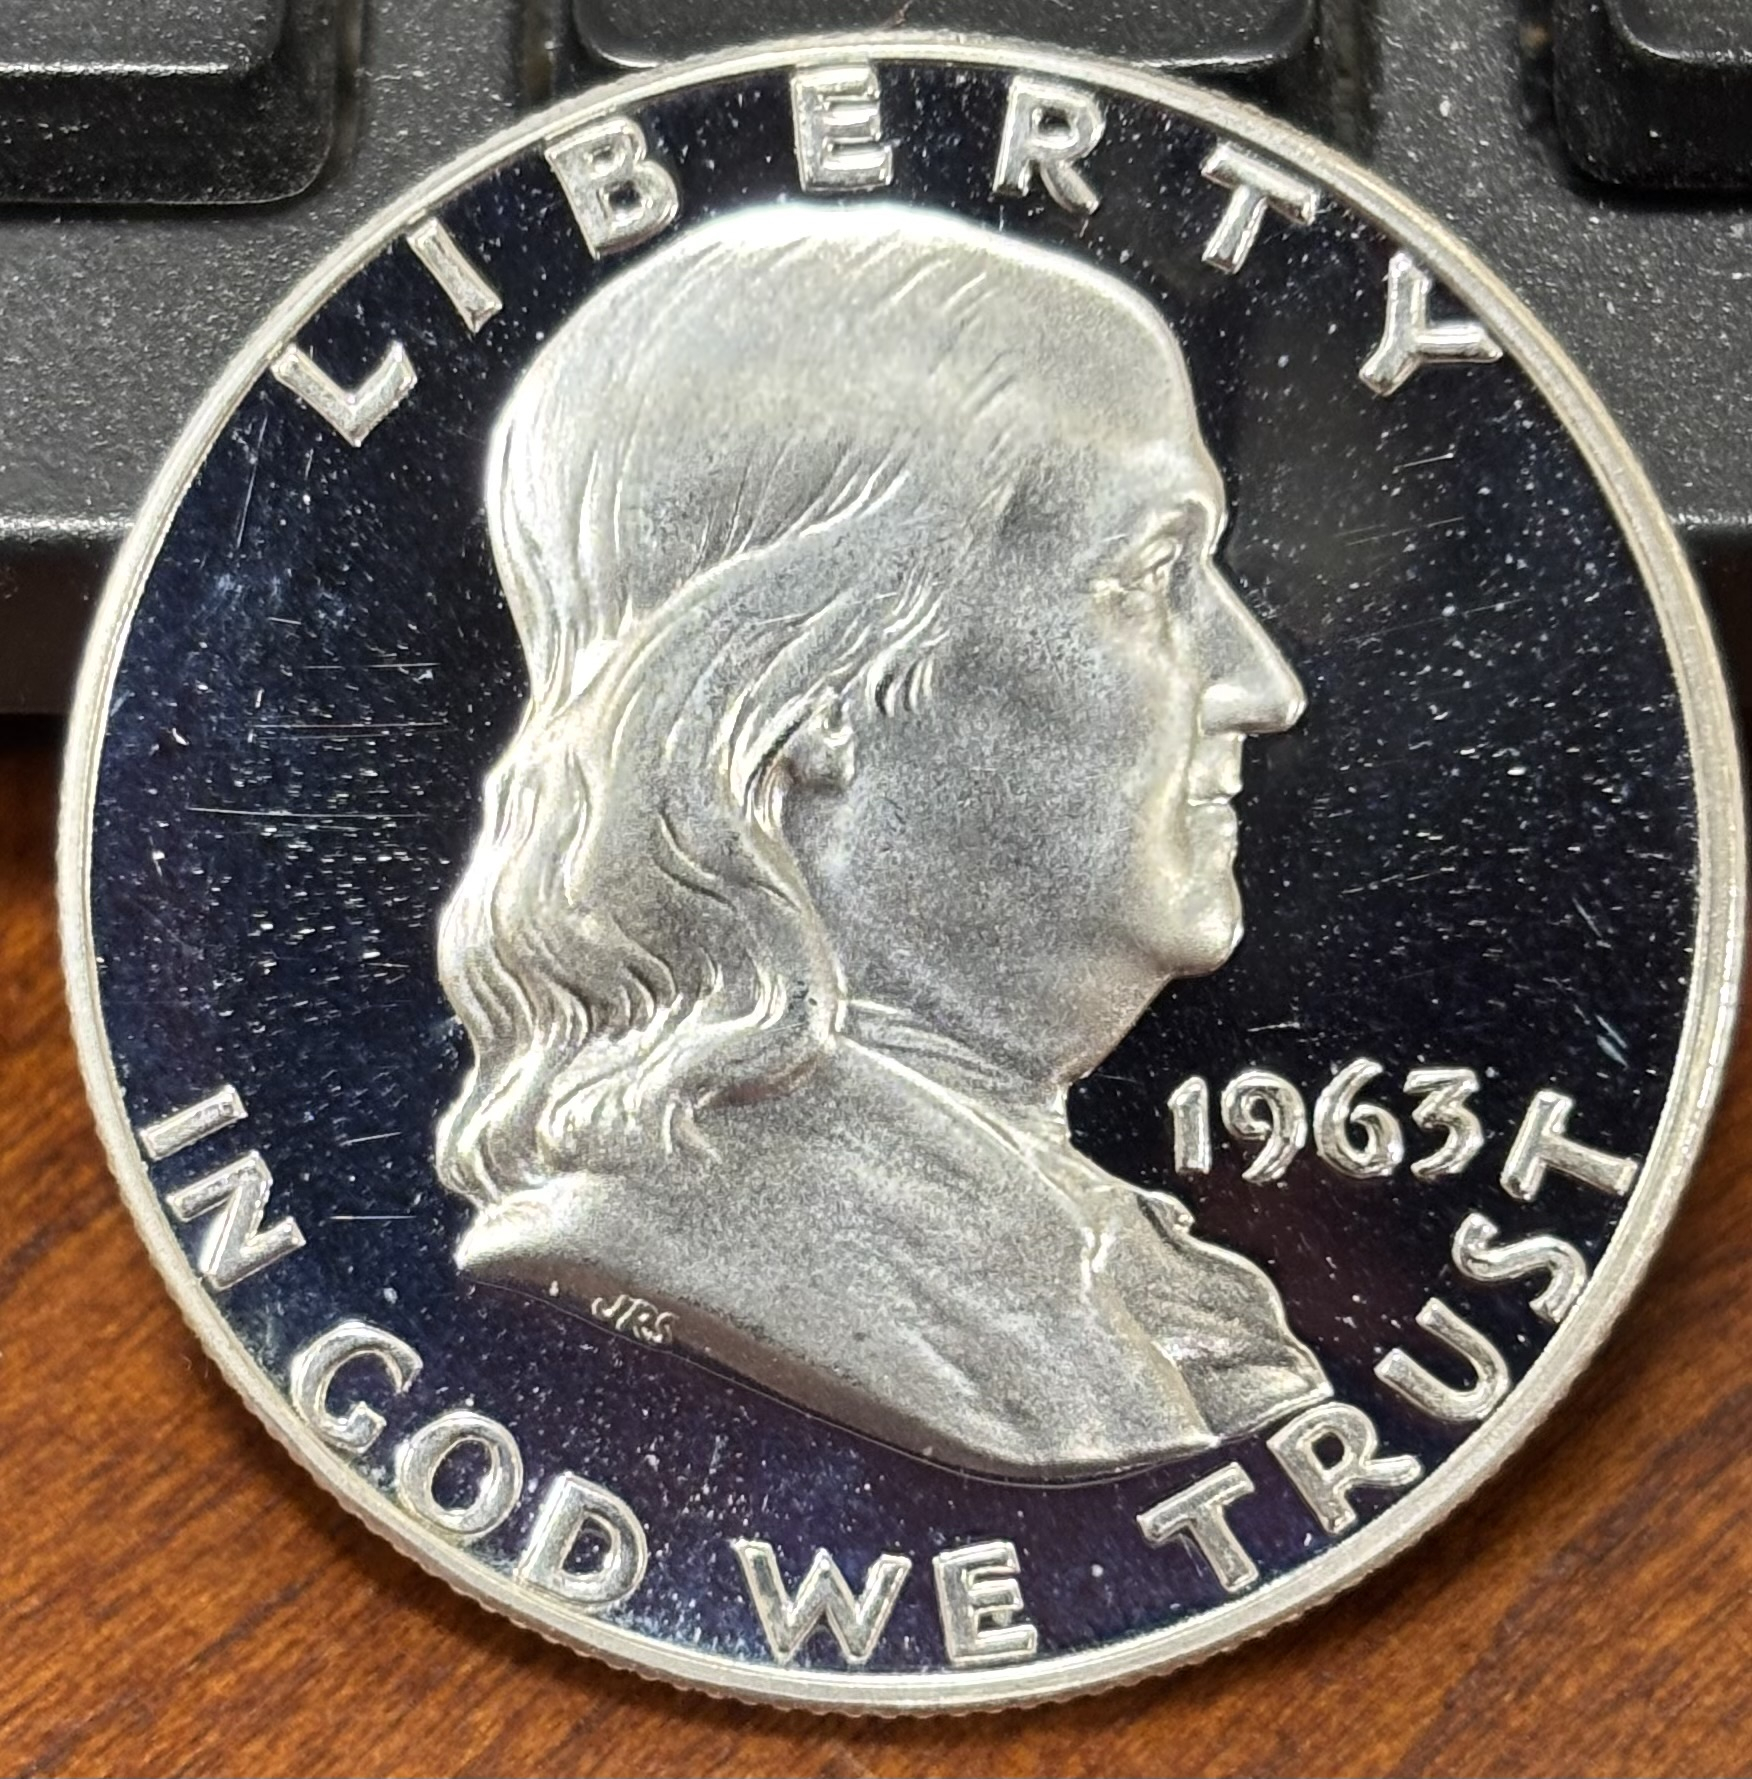 LIBERTY
1963
JRS
IN GOD WE TRUST